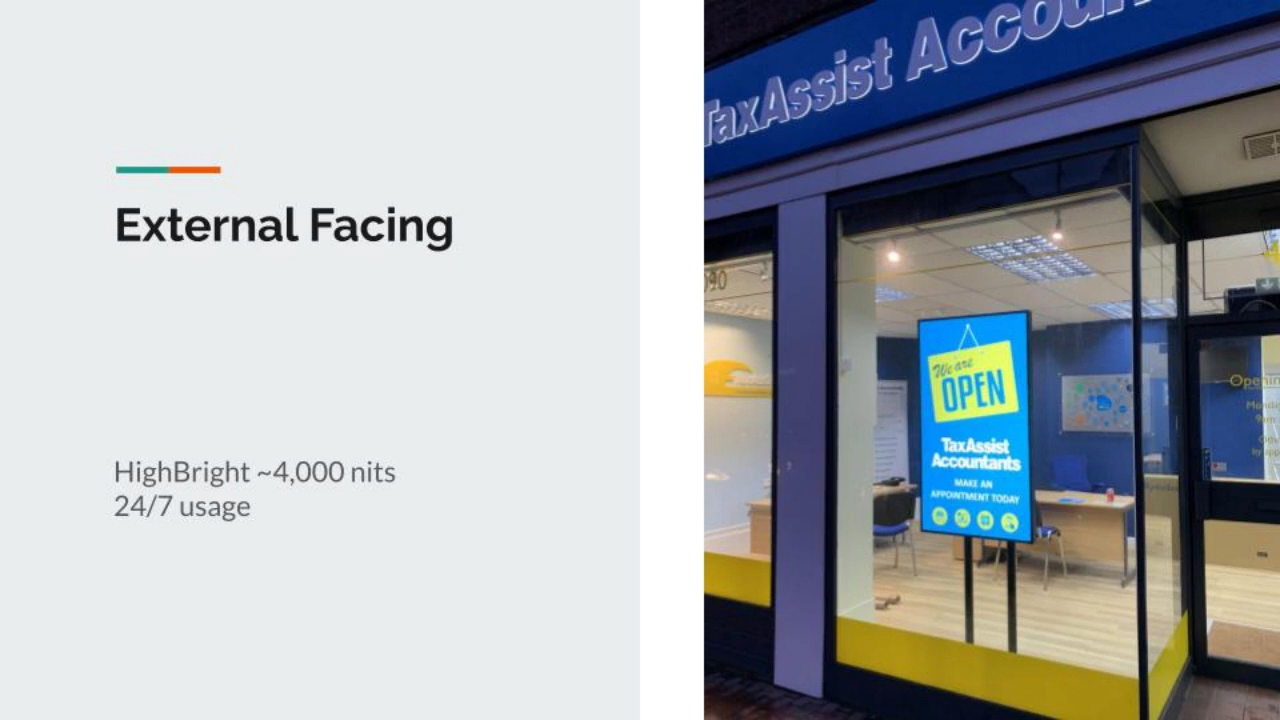 External Facing
HighBright ~4,000 nits
24/7 usage
TaxAssist Accoun
We are
OPEN
TaxAssist
Accountants
MAKE AN
APPOINTMENT TODAY